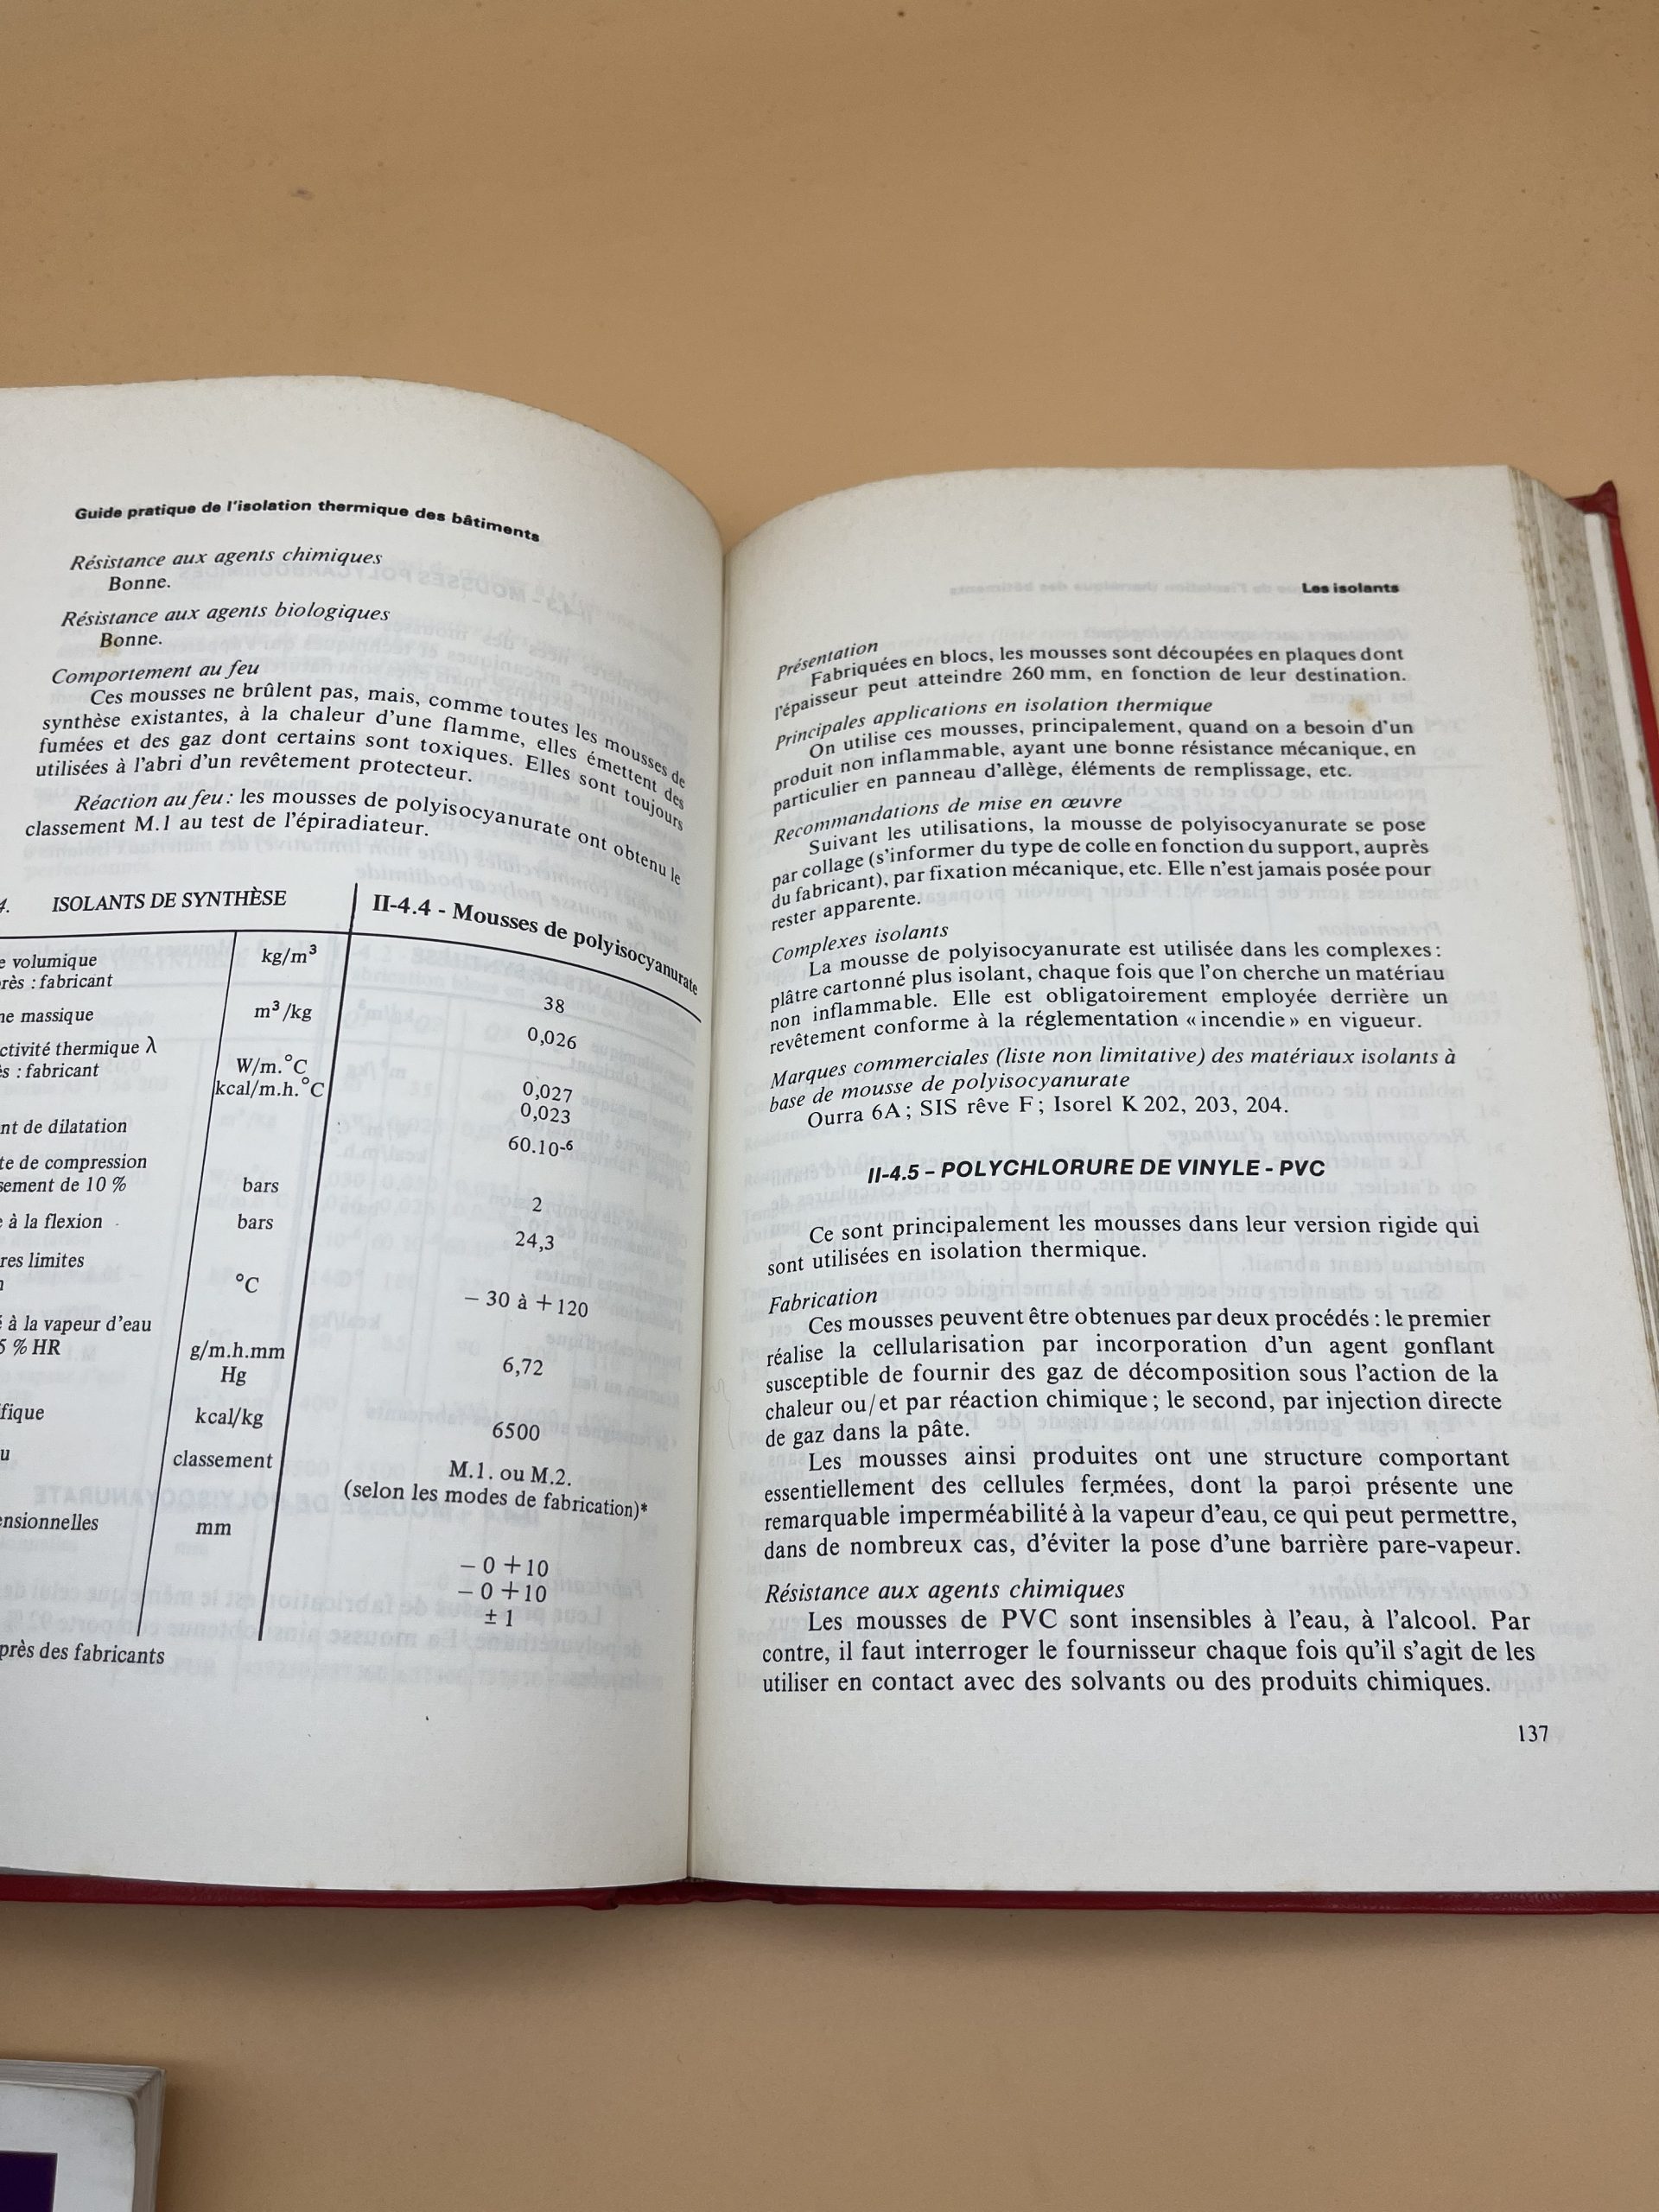 Guide pratique de l'isolation thermique des bâtiments
Résistance aux agents chimiques
Bonne.
Résistance aux agents biologiques
Bonne.
Comportement au feu
Ces mousses ne brûlent pas, mais, comme toutes les mousses de
synthèse existantes, à la chaleur d'une flamme, elles émettent des
fumées et des gaz dont certains sont toxiques. Elles sont toujours
utilisées à l'abri d'un revêtement protecteur.
Réaction au feu : les mousses de polyisocyanurate ont obtenu le
classement M.1 au test de l'épiradiateur.
4. ISOLANTS DE SYNTHÈSE II-4.4 - Mousses de polyisocyanurate
volumique kg/m³ 38
: fabricant
massique m³/kg 0,026
thermique λ
: fabricant W/m.°C 0,027
kcal/m.h.°C 0,023
de dilatation 60.10-6
de compression
de 10 % bars 2
à la flexion bars 24,3
limites
°C – 30 à +120
à la vapeur d'eau
% HR g/m.h.mm 6,72
Hg
kcal/kg 6500
classement M.1. ou M.2.
(selon les modes de fabrication)*
mm
– 0 +10
– 0 +10
± 1
des fabricants
Les isolants
Présentation
Fabriquées en blocs, les mousses sont découpées en plaques dont
l'épaisseur peut atteindre 260 mm, en fonction de leur destination.
Principales applications en isolation thermique
On utilise ces mousses, principalement, quand on a besoin d'un
produit non inflammable, ayant une bonne résistance mécanique, en
particulier en panneau d'allège, éléments de remplissage, etc.
Recommandations de mise en œuvre
Suivant les utilisations, la mousse de polyisocyanurate se pose
par collage (s'informer du type de colle en fonction du support, auprès
du fabricant), par fixation mécanique, etc. Elle n'est jamais posée pour
rester apparente.
Complexes isolants
La mousse de polyisocyanurate est utilisée dans les complexes :
plâtre cartonné plus isolant, chaque fois que l'on cherche un matériau
non inflammable. Elle est obligatoirement employée derrière un
revêtement conforme à la réglementation « incendie » en vigueur.
Marques commerciales (liste non limitative) des matériaux isolants à
base de mousse de polyisocyanurate
Ourra 6A ; SIS rêve F ; Isorel K 202, 203, 204.
II-4.5 – POLYCHLORURE DE VINYLE - PVC
Ce sont principalement les mousses dans leur version rigide qui
sont utilisées en isolation thermique.
Fabrication
Ces mousses peuvent être obtenues par deux procédés : le premier
réalise la cellularisation par incorporation d'un agent gonflant
susceptible de fournir des gaz de décomposition sous l'action de la
chaleur ou/et par réaction chimique ; le second, par injection directe
de gaz dans la pâte.
Les mousses ainsi produites ont une structure comportant
essentiellement des cellules fermées, dont la paroi présente une
remarquable imperméabilité à la vapeur d'eau, ce qui peut permettre,
dans de nombreux cas, d'éviter la pose d'une barrière pare-vapeur.
Résistance aux agents chimiques
Les mousses de PVC sont insensibles à l'eau, à l'alcool. Par
contre, il faut interroger le fournisseur chaque fois qu'il s'agit de les
utiliser en contact avec des solvants ou des produits chimiques.
137